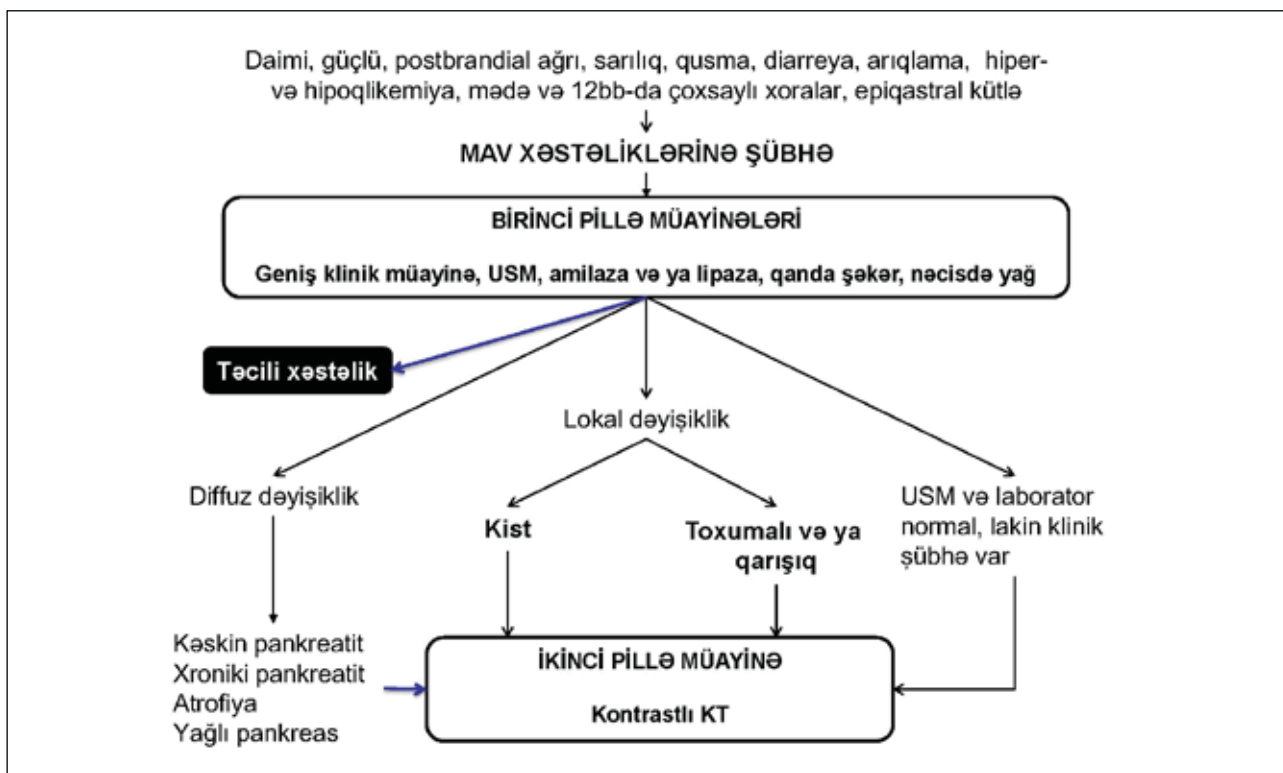 Daimi, güçlü, postbrandial ağrı, sarılıq, qusma, diarreya, arıqlama, hiper-
və hipoqlikemiya, mədə və 12bb-da çoxsaylı xoralar, epiqastral kütlə
MAV XƏSTƏLİKLƏRİNƏ ŞÜBHƏ
BİRİNCİ PİLLƏ MÜAYİNƏLƏRİ
Geniş klinik müayinə, USM, amilaza və ya lipaza, qanda şəkər, nəcisdə yağ
Təcili xəstəlik
Lokal dəyişiklik
Diffuz dəyişiklik
Kist
Toxumalı və ya
qarışıq
USM və laborator
normal, lakin klinik
şübhə var
Kəskin pankreatit
Xroniki pankreatit
Atrofiya
Yağlı pankreas
İKİNCİ PİLLƏ MÜAYİNƏ
Kontrastlı KT